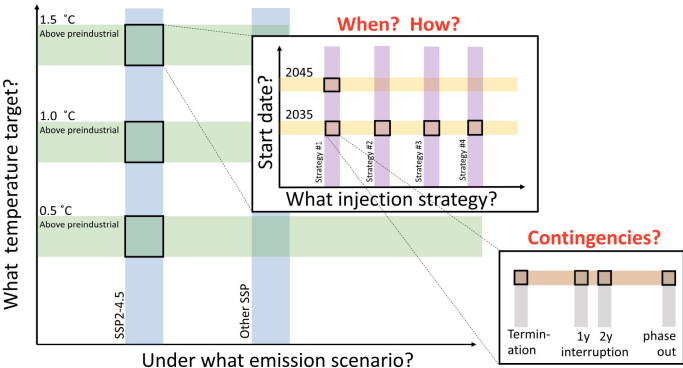 What temperature target?
1.5 °C
Above preindustrial
1.0 °C
Above preindustrial
0.5 °C
Above preindustrial
SSP2-4.5
Other SSP
Under what emission scenario?
When? How?
Start date?
2045
2035
Strategy #1
Strategy #2
Strategy #3
Strategy #4
What injection strategy?
Contingencies?
Termin-
ation
1y
2y
interruption
phase
out